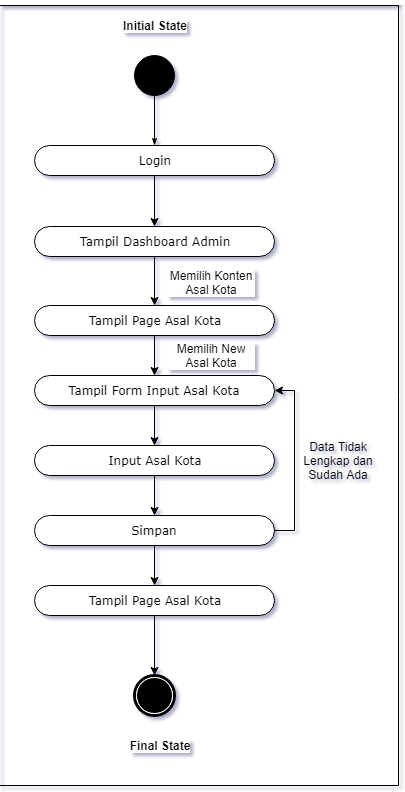 Initial State
Login
Tampil Dashboard Admin
Memilih Konten
Asal Kota
Tampil Page Asal Kota
Memilih New
Asal Kota
Tampil Form Input Asal Kota
Data Tidak
Lengkap dan
Sudah Ada
Input Asal Kota
Simpan
Tampil Page Asal Kota
Final State